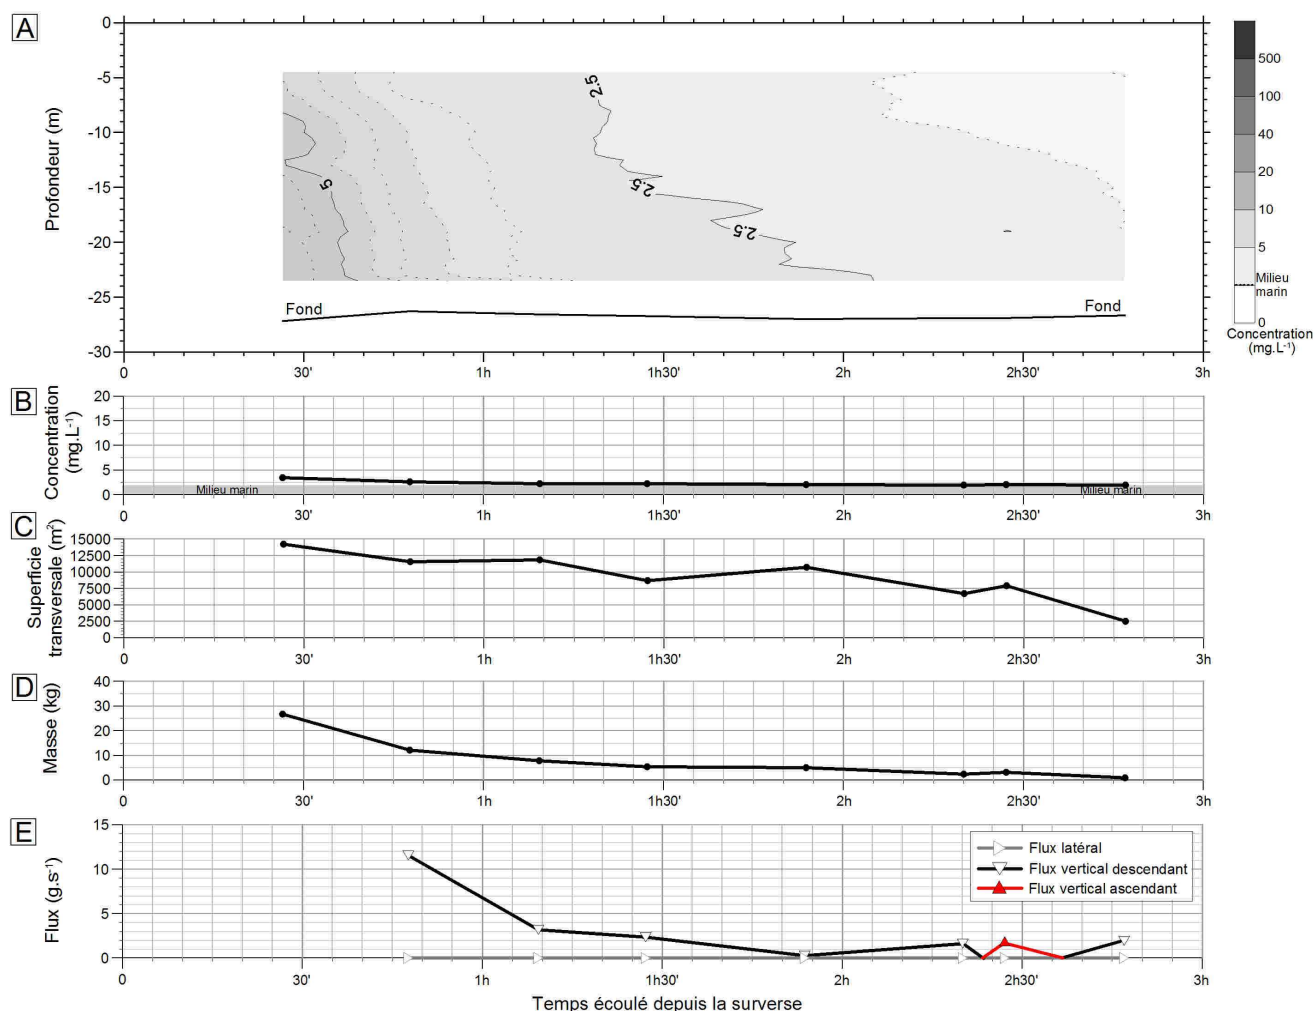 A
Profondeur (m)
0
-5
-10
-15
-20
-25
-30
2.5
5
2.5
2.5
Fond
Fond
0
30'
1h
1h30'
2h
2h30'
3h
500
100
40
20
10
5
Milieu
marin
0
Concentration
(mg.L⁻¹)
B
Concentration
(mg.L⁻¹)
20
15
10
5
0
Milieu marin
Milieu marin
0
30'
1h
1h30'
2h
2h30'
3h
C
Superficie
transversale (m²)
15000
12500
10000
7500
5000
2500
0
0
30'
1h
1h30'
2h
2h30'
3h
D
Masse (kg)
40
30
20
10
0
0
30'
1h
1h30'
2h
2h30'
3h
E
Flux (g.s⁻¹)
15
10
5
0
Flux latéral
Flux vertical descendant
Flux vertical ascendant
0
30'
1h
1h30'
2h
2h30'
3h
Temps écoulé depuis la surverse